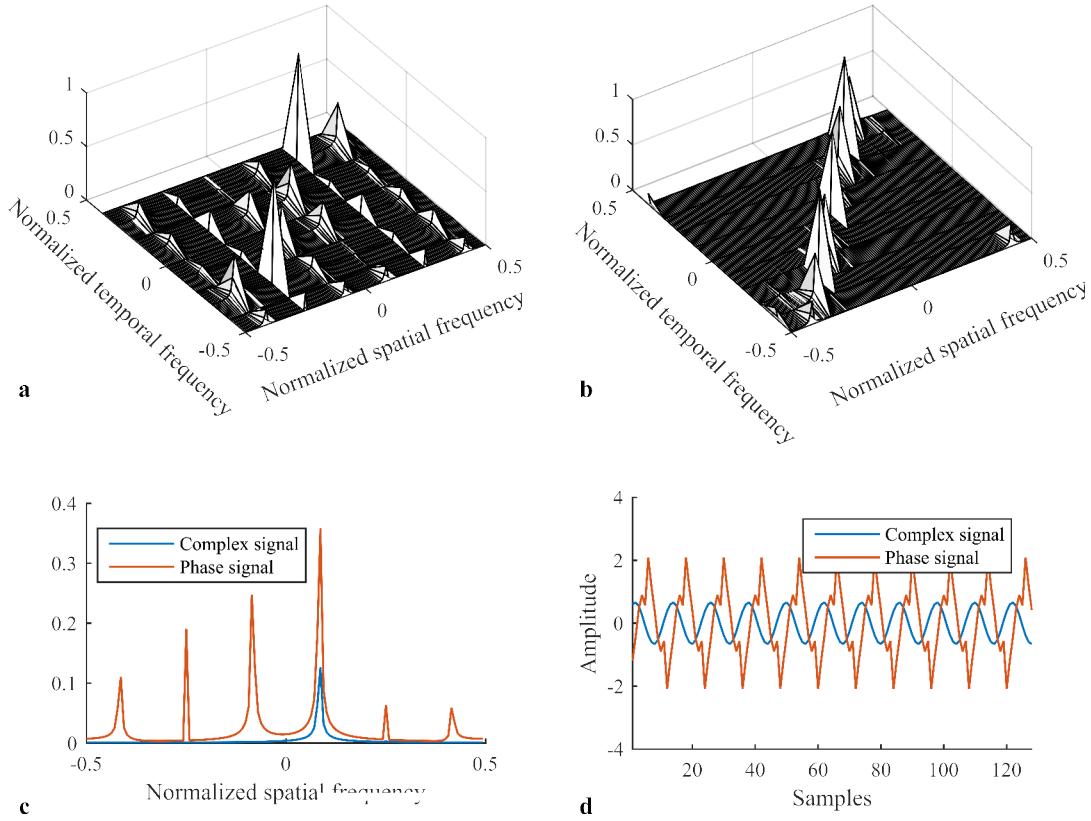 1
0.5
0
0.5
0
-0.5
-0.5
0
0.5
Normalized temporal frequency
Normalized spatial frequency
a
1
0.5
0
0.5
0
-0.5
-0.5
0
0.5
Normalized temporal frequency
Normalized spatial frequency
b
0.4
0.3
0.2
0.1
0
-0.5
0
0.5
Complex signal
Phase signal
Normalized spatial frequency
c
4
2
0
-2
-4
20
40
60
80
100
120
Complex signal
Phase signal
Amplitude
Samples
d